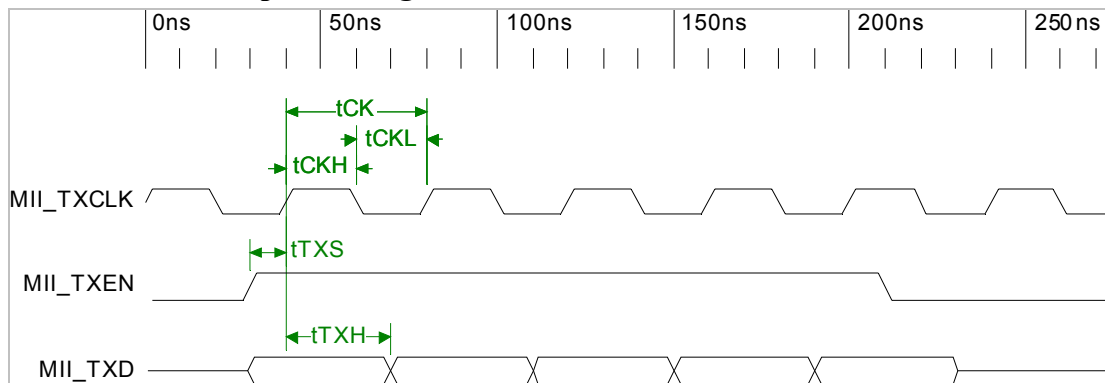 0ns 50ns 100ns 150ns 200ns 250 ns
tCK
tCKL
tCKH
MII_TXCLK
tTXS
MII_TXEN
tTXH
MII_TXD